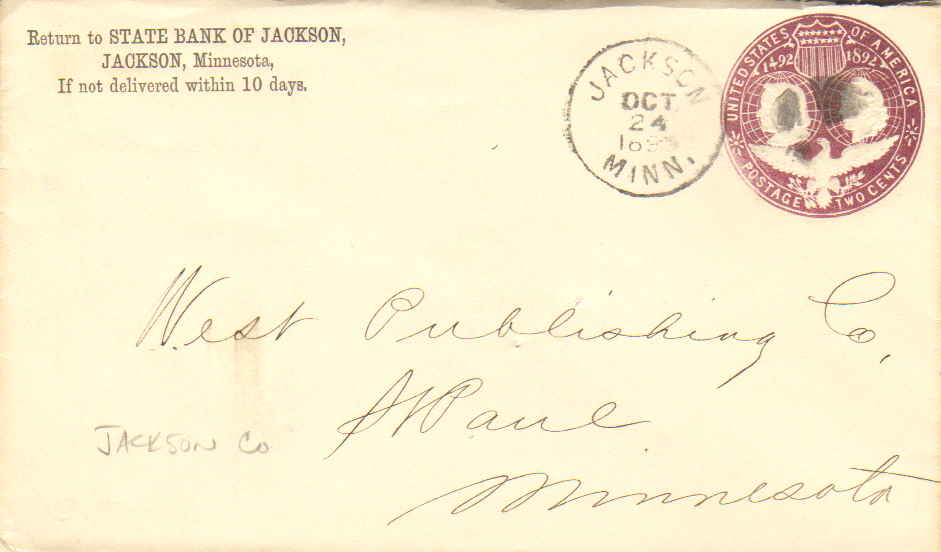 Return to STATE BANK OF JACKSON,
JACKSON, Minnesota,
If not delivered within 10 days.
JACKSON
OCT
24
MINN.
UNITED STATES OF AMERICA
1492 1892
POSTAGE TWO CENTS
West Publishing Co,
St Paul
Minnesota
JACKSON CO